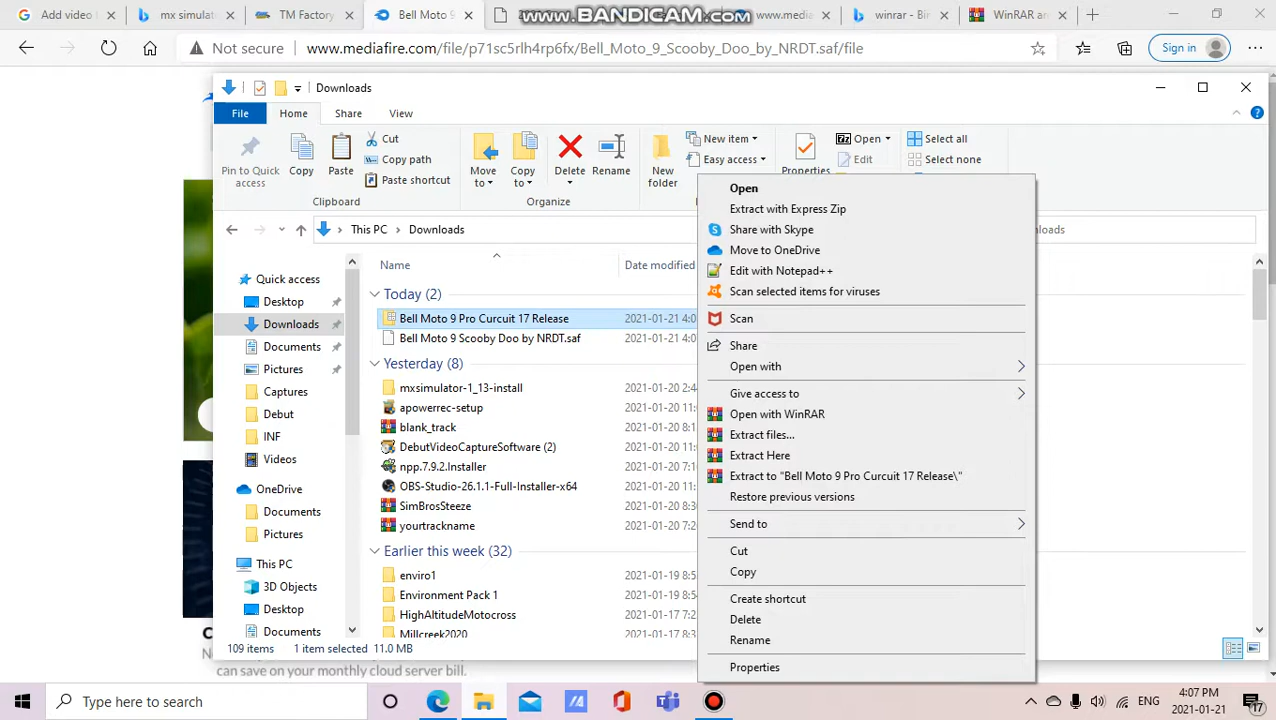 Google
mx simulato
TM Factory
Bell Moto 9
www.BANDICAM.com
www.media
winrar - Bin
WinRAR arc
Not secure
www.mediafire.com/file/p71sc5rlh4rp6fx/Bell_Moto_9_Scooby_Doo_by_NRDT.saf/file
Sign in
Downloads
File
Home
Share
View
Pin to Quick access
Copy
Paste
Cut
Copy path
Paste shortcut
Clipboard
Move to
Copy to
Delete
Rename
Organize
New folder
New item
Easy access
Properties
Open
Edit
Select all
Select none
This PC
Downloads
Name
Date modified
Quick access
Desktop
Downloads
Documents
Pictures
Captures
Debut
INF
Videos
OneDrive
Documents
Pictures
This PC
3D Objects
Desktop
Documents
Today (2)
Bell Moto 9 Pro Curcuit 17 Release 2021-01-21 4:0
Bell Moto 9 Scooby Doo by NRDT.saf 2021-01-21 4:0
Yesterday (8)
mxsimulator-1_13-install 2021-01-20 2:4
apowerrec-setup 2021-01-20 11:
blank_track 2021-01-20 8:1
DebutVideoCaptureSoftware (2) 2021-01-20 11:
npp.7.9.2.Installer 2021-01-20 7:1
OBS-Studio-26.1.1-Full-Installer-x64 2021-01-20 11:
SimBrosSteeze 2021-01-20 8:3
yourtrackname 2021-01-20 7:2
Earlier this week (32)
enviro1 2021-01-19 8:5
Environment Pack 1 2021-01-19 8:5
HighAltitudeMotocross 2021-01-17 7:2
Millcreek2020
109 items 1 item selected 11.0 MB
Open
Extract with Express Zip
Share with Skype
Move to OneDrive
Edit with Notepad++
Scan selected items for viruses
Scan
Share
Open with
Give access to
Open with WinRAR
Extract files...
Extract Here
Extract to "Bell Moto 9 Pro Curcuit 17 Release\"
Restore previous versions
Send to
Cut
Copy
Create shortcut
Delete
Rename
Properties
can save on your monthly cloud server bill.
Type here to search
ENG
4:07 PM
2021-01-21
17